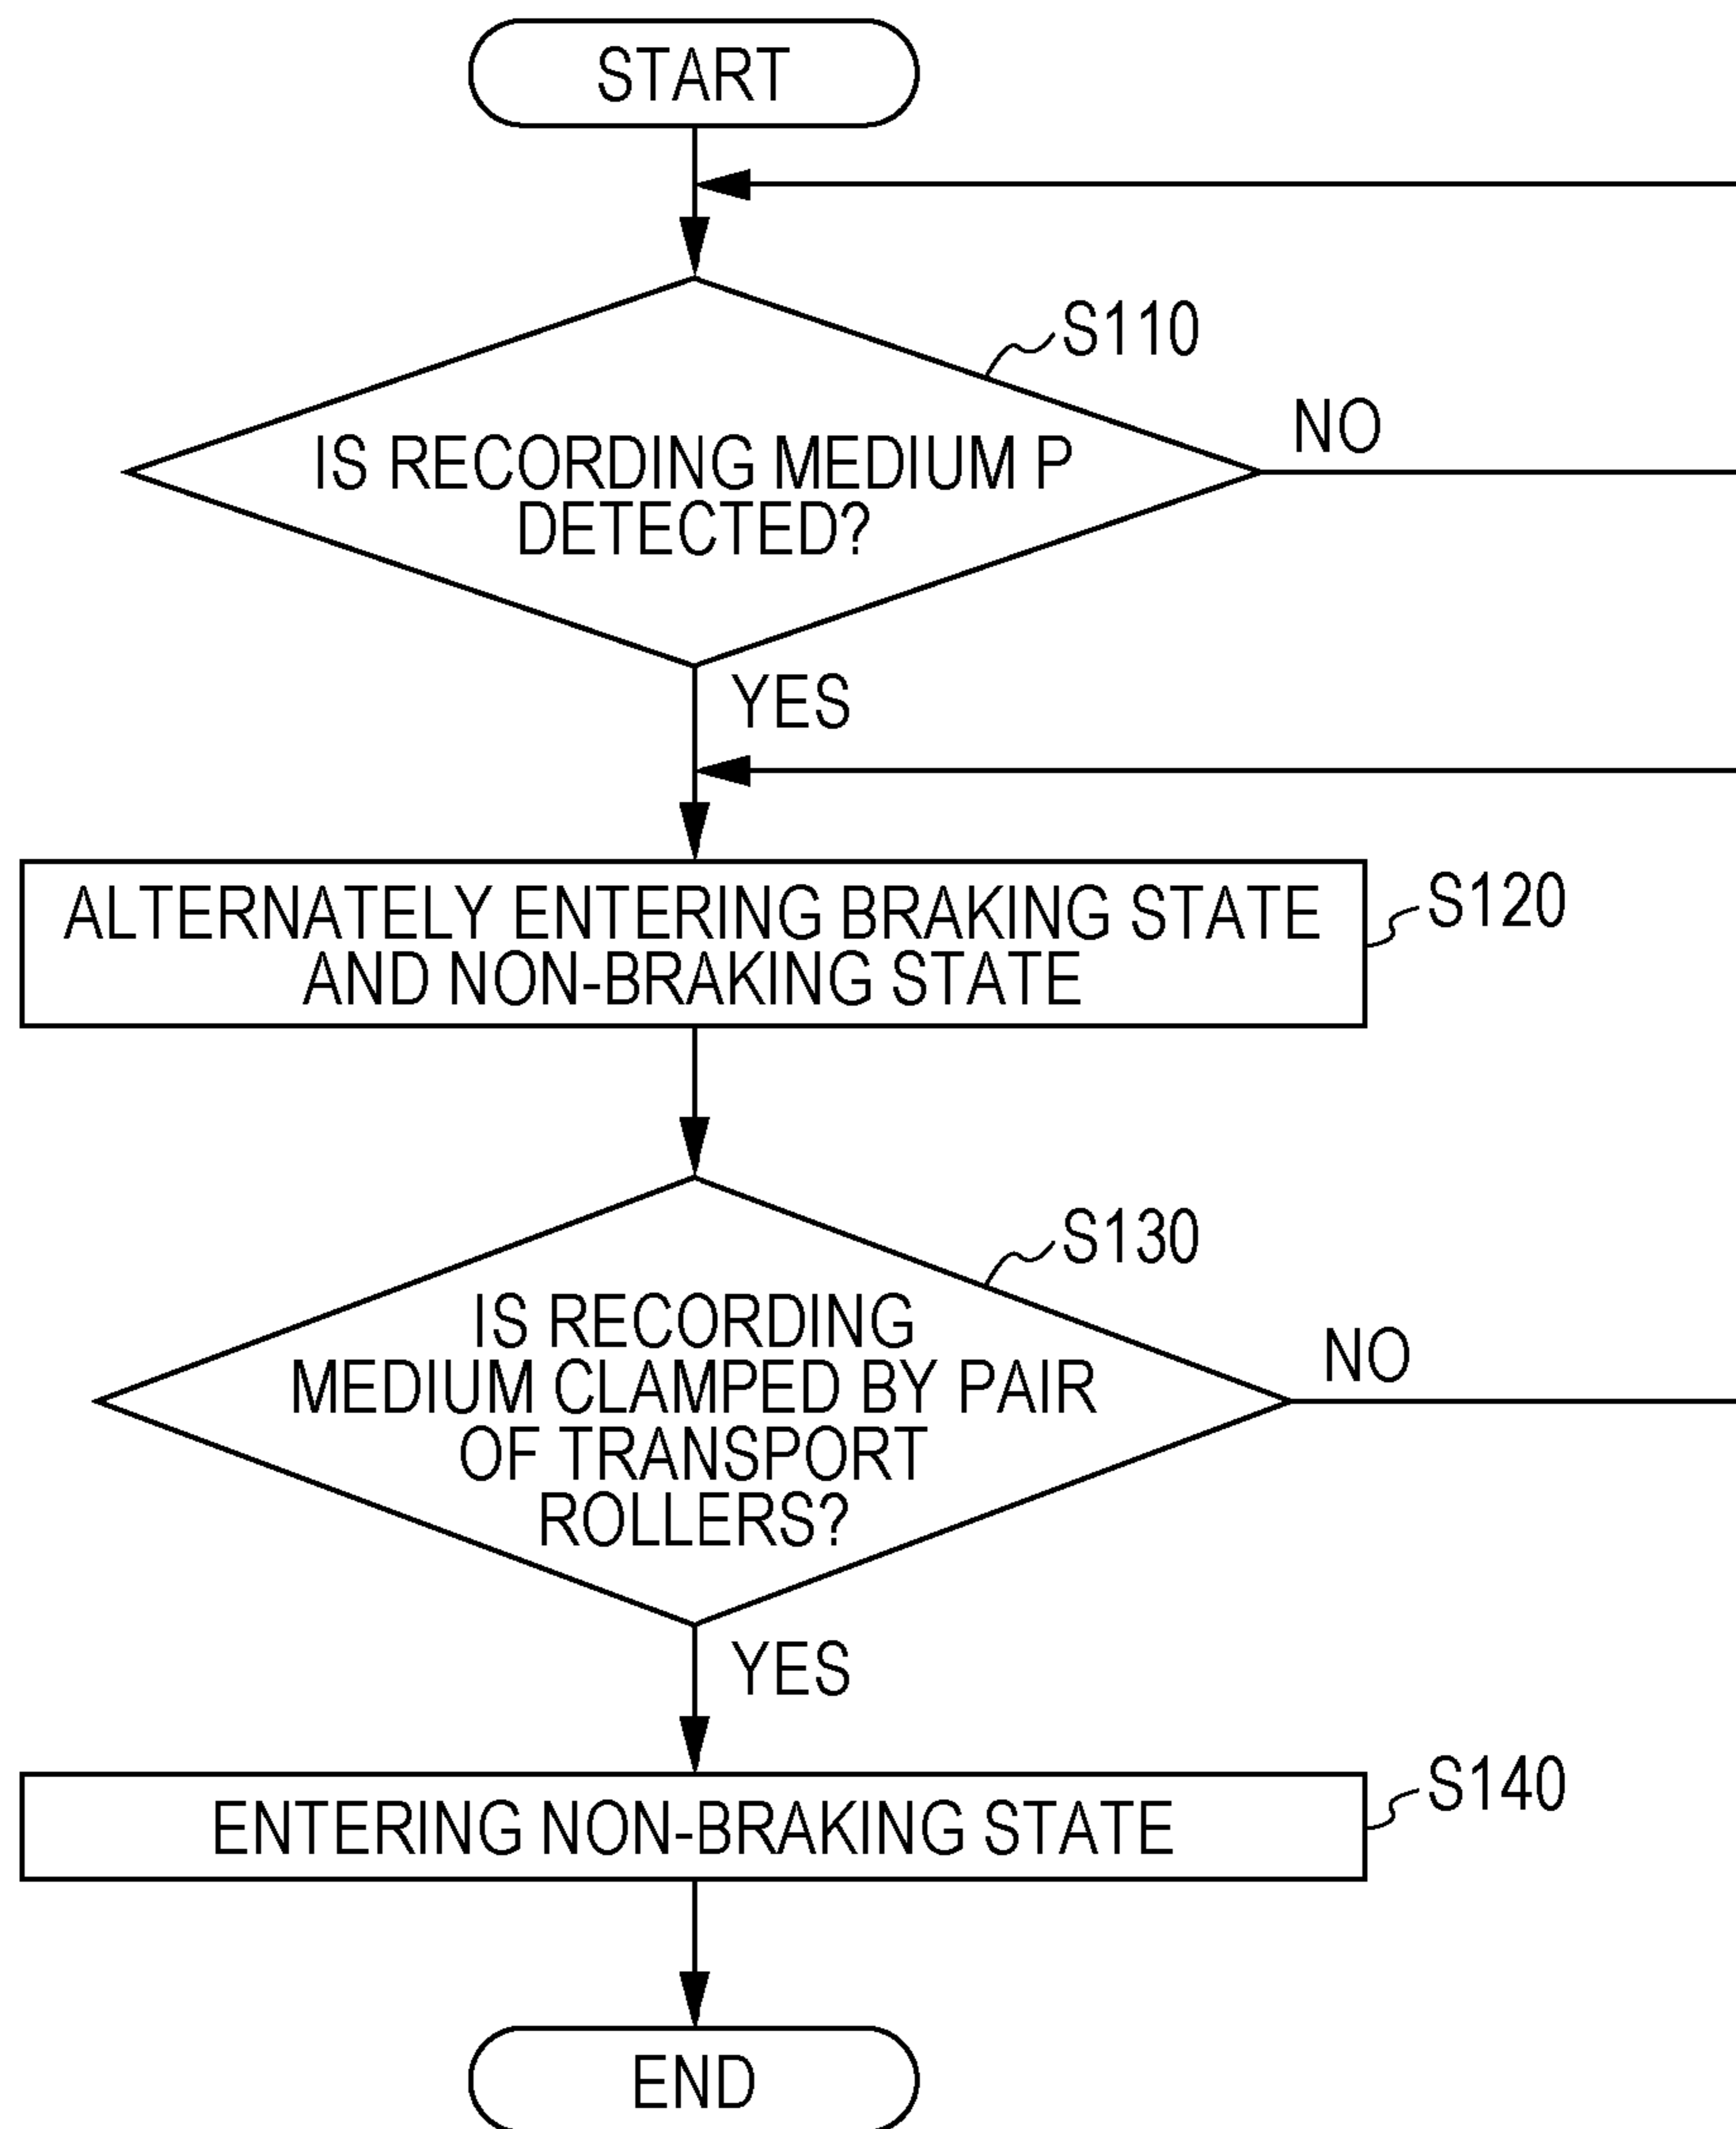 START
S110
NO
IS RECORDING MEDIUM P
DETECTED?
YES
ALTERNATELY ENTERING BRAKING STATE
AND NON-BRAKING STATE
S120
S130
IS RECORDING
MEDIUM CLAMPED BY PAIR
OF TRANSPORT
ROLLERS?
NO
YES
ENTERING NON-BRAKING STATE
S140
END